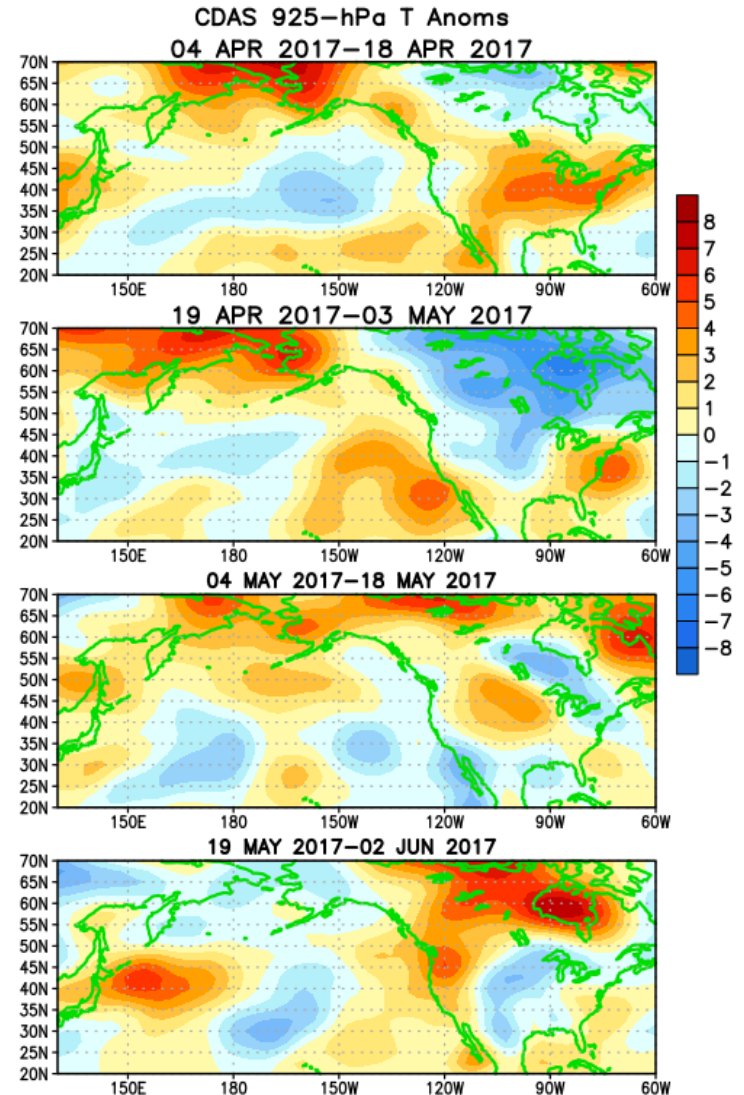 CDAS 925-hPa T Anoms
04 APR 2017-18 APR 2017
70N
65N
60N
55N
50N
45N
40N
35N
30N
25N
20N
150E 180 150W 120W 90W 60W
19 APR 2017-03 MAY 2017
70N
65N
60N
55N
50N
45N
40N
35N
30N
25N
20N
150E 180 150W 120W 90W 60W
04 MAY 2017-18 MAY 2017
70N
65N
60N
55N
50N
45N
40N
35N
30N
25N
20N
150E 180 150W 120W 90W 60W
19 MAY 2017-02 JUN 2017
70N
65N
60N
55N
50N
45N
40N
35N
30N
25N
20N
150E 180 150W 120W 90W 60W
8
7
6
5
4
3
2
1
0
-1
-2
-3
-4
-5
-6
-7
-8